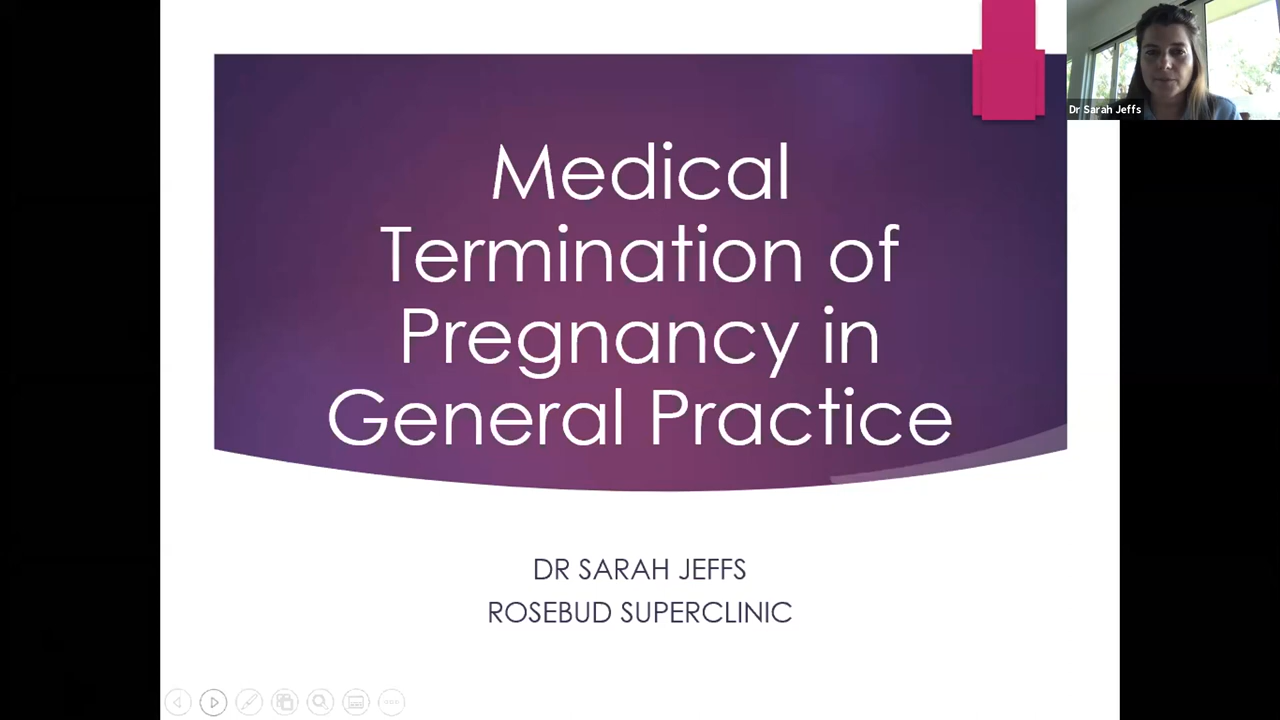 Dr Sarah Jeffs
Medical
Termination of
Pregnancy in
General Practice
DR SARAH JEFFS
ROSEBUD SUPERCLINIC